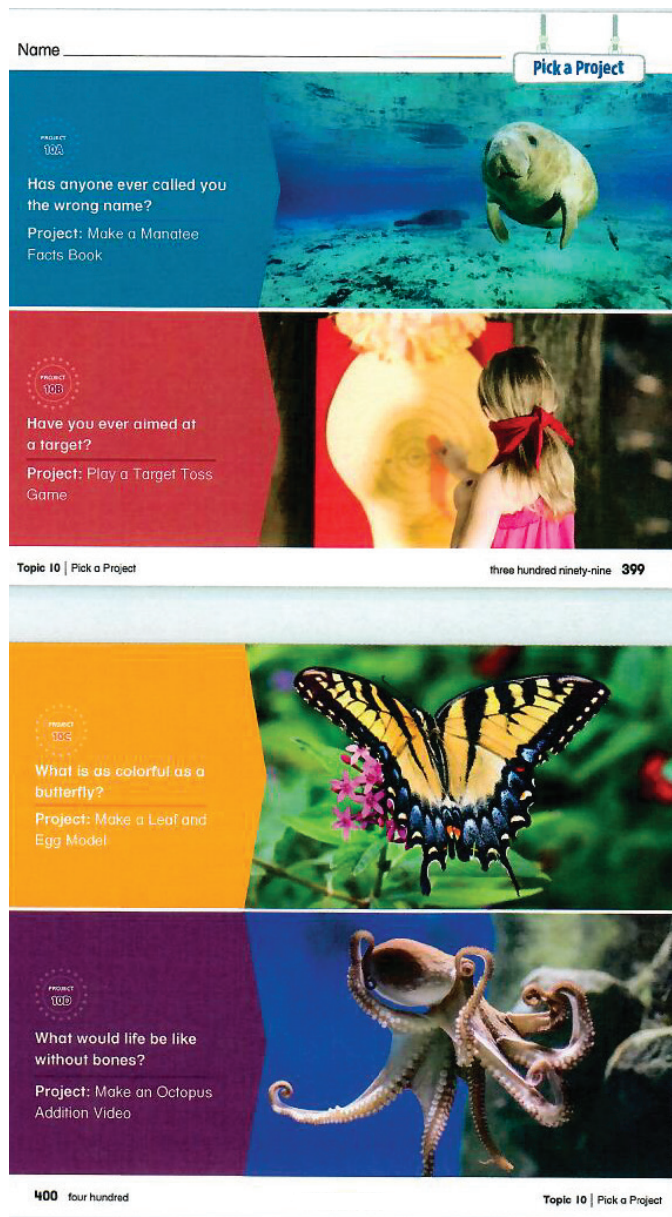 Name
Pick a Project
PROJECT
10A
Has anyone ever called you
the wrong name?
Project: Make a Manatee
Facts Book
PROJECT
10B
Have you ever aimed at
a target?
Project: Play a Target Toss
Game
Topic 10 | Pick a Project
three hundred ninety-nine 399
PROJECT
10C
What is as colorful as a
butterfly?
Project: Make a Leaf and
Egg Model
PROJECT
10D
What would life be like
without bones?
Project: Make an Octopus
Addition Video
400 four hundred
Topic 10 | Pick a Project